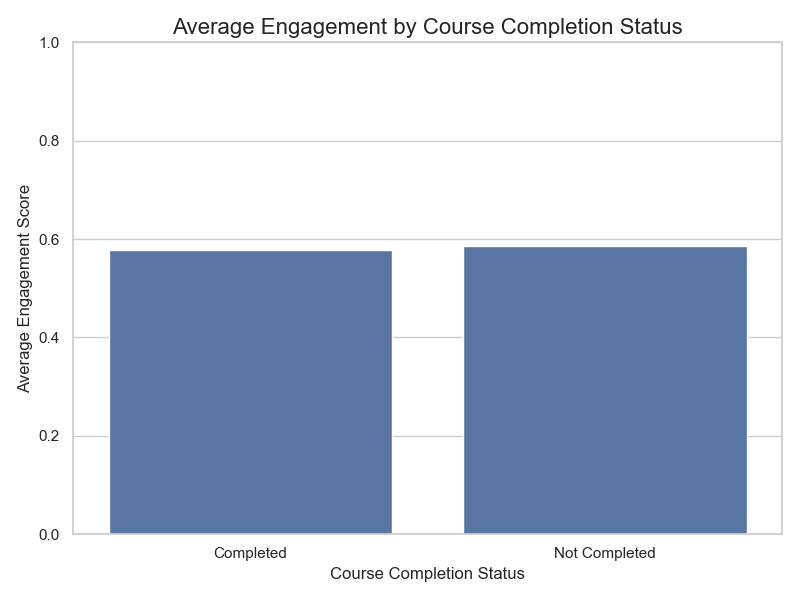 Average Engagement by Course Completion Status
1.0
0.8
0.6
0.4
0.2
0.0
Average Engagement Score
Completed
Not Completed
Course Completion Status